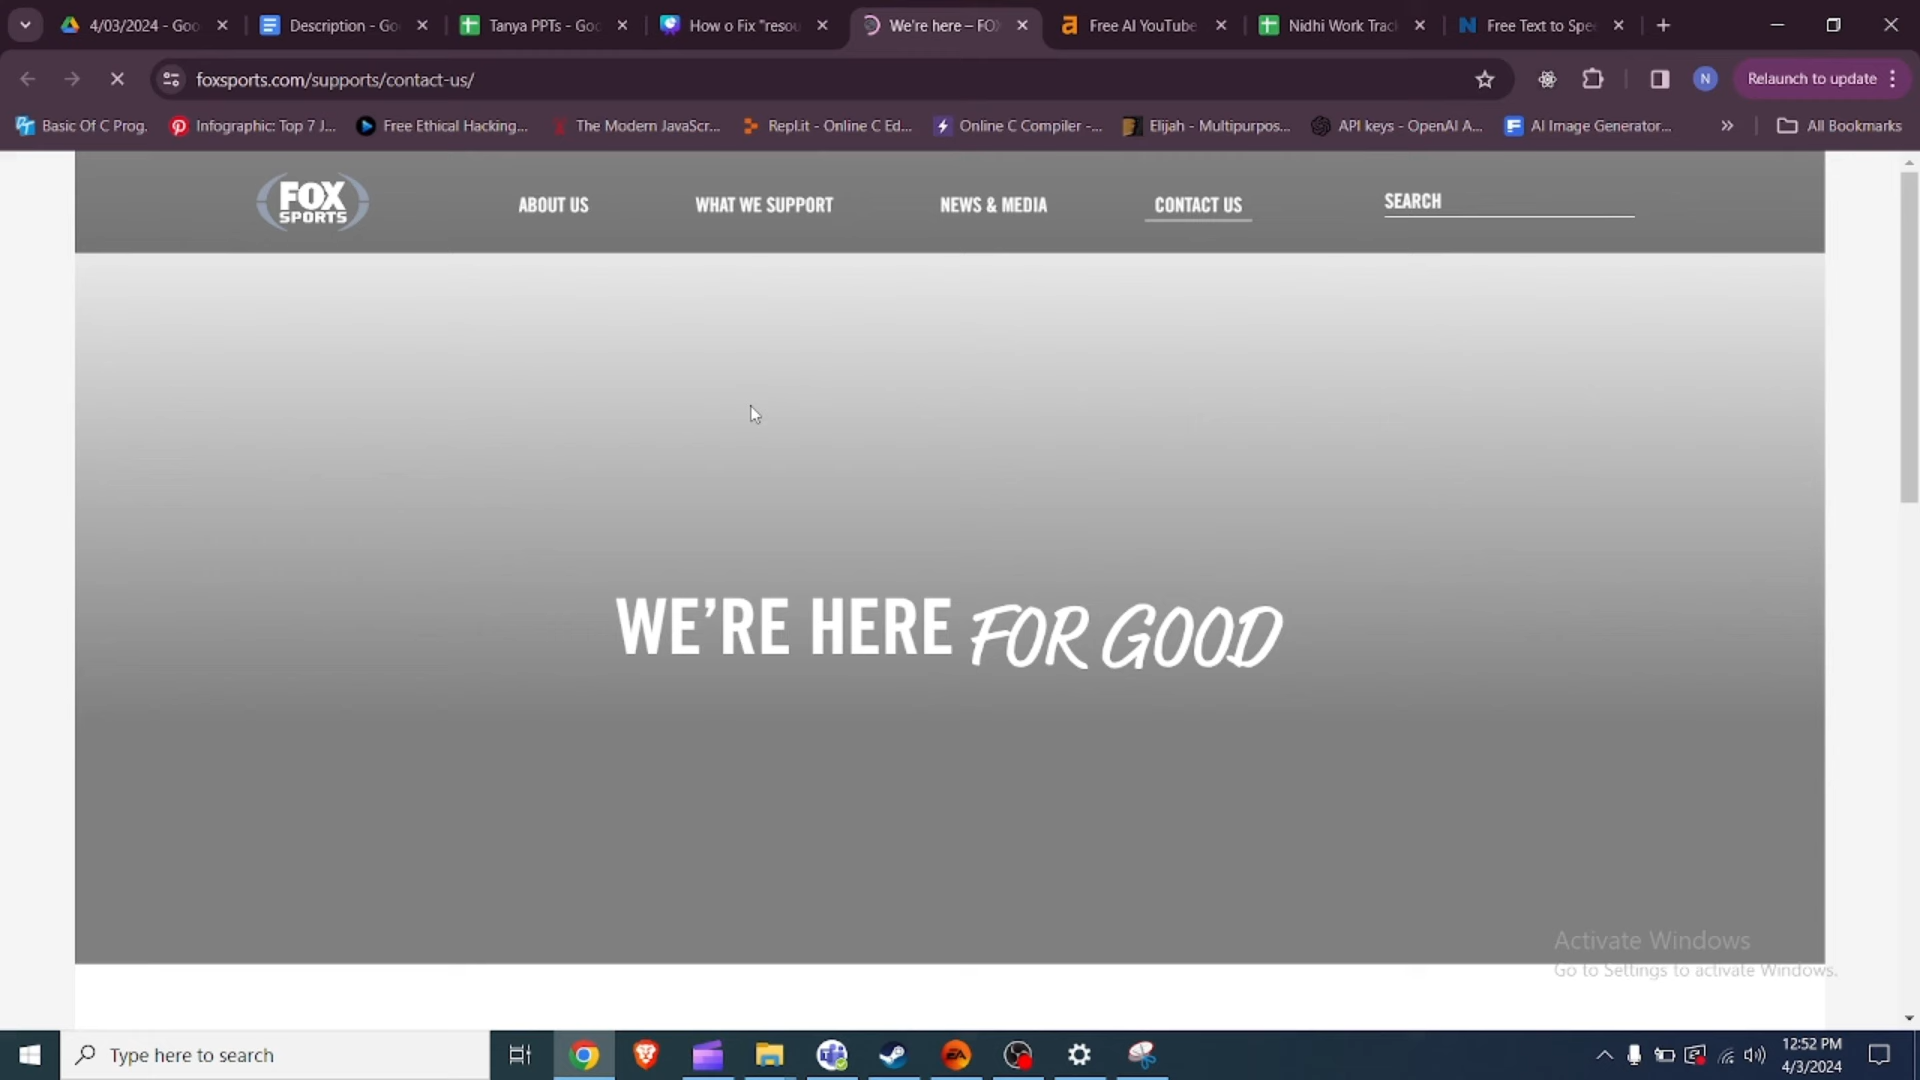 4/03/2024 - Goo
Description - Go
Tanya PPTs - Goo
How o Fix "resou
We're here – FO
Free AI YouTube
Nidhi Work Trac
Free Text to Spe
foxsports.com/supports/contact-us/
N
Relaunch to update
Basic Of C Prog.
Infographic: Top 7 J...
Free Ethical Hacking...
The Modern JavaScr...
Repl.it - Online C Ed...
Online C Compiler -...
Elijah - Multipurpos...
API keys - OpenAI A...
AI Image Generator...
All Bookmarks
FOX
SPORTS
ABOUT US
WHAT WE SUPPORT
NEWS & MEDIA
CONTACT US
SEARCH
WE'RE HERE FOR GOOD
Activate Windows
Go to Settings to activate Windows.
Type here to search
EA
12:52 PM
4/3/2024